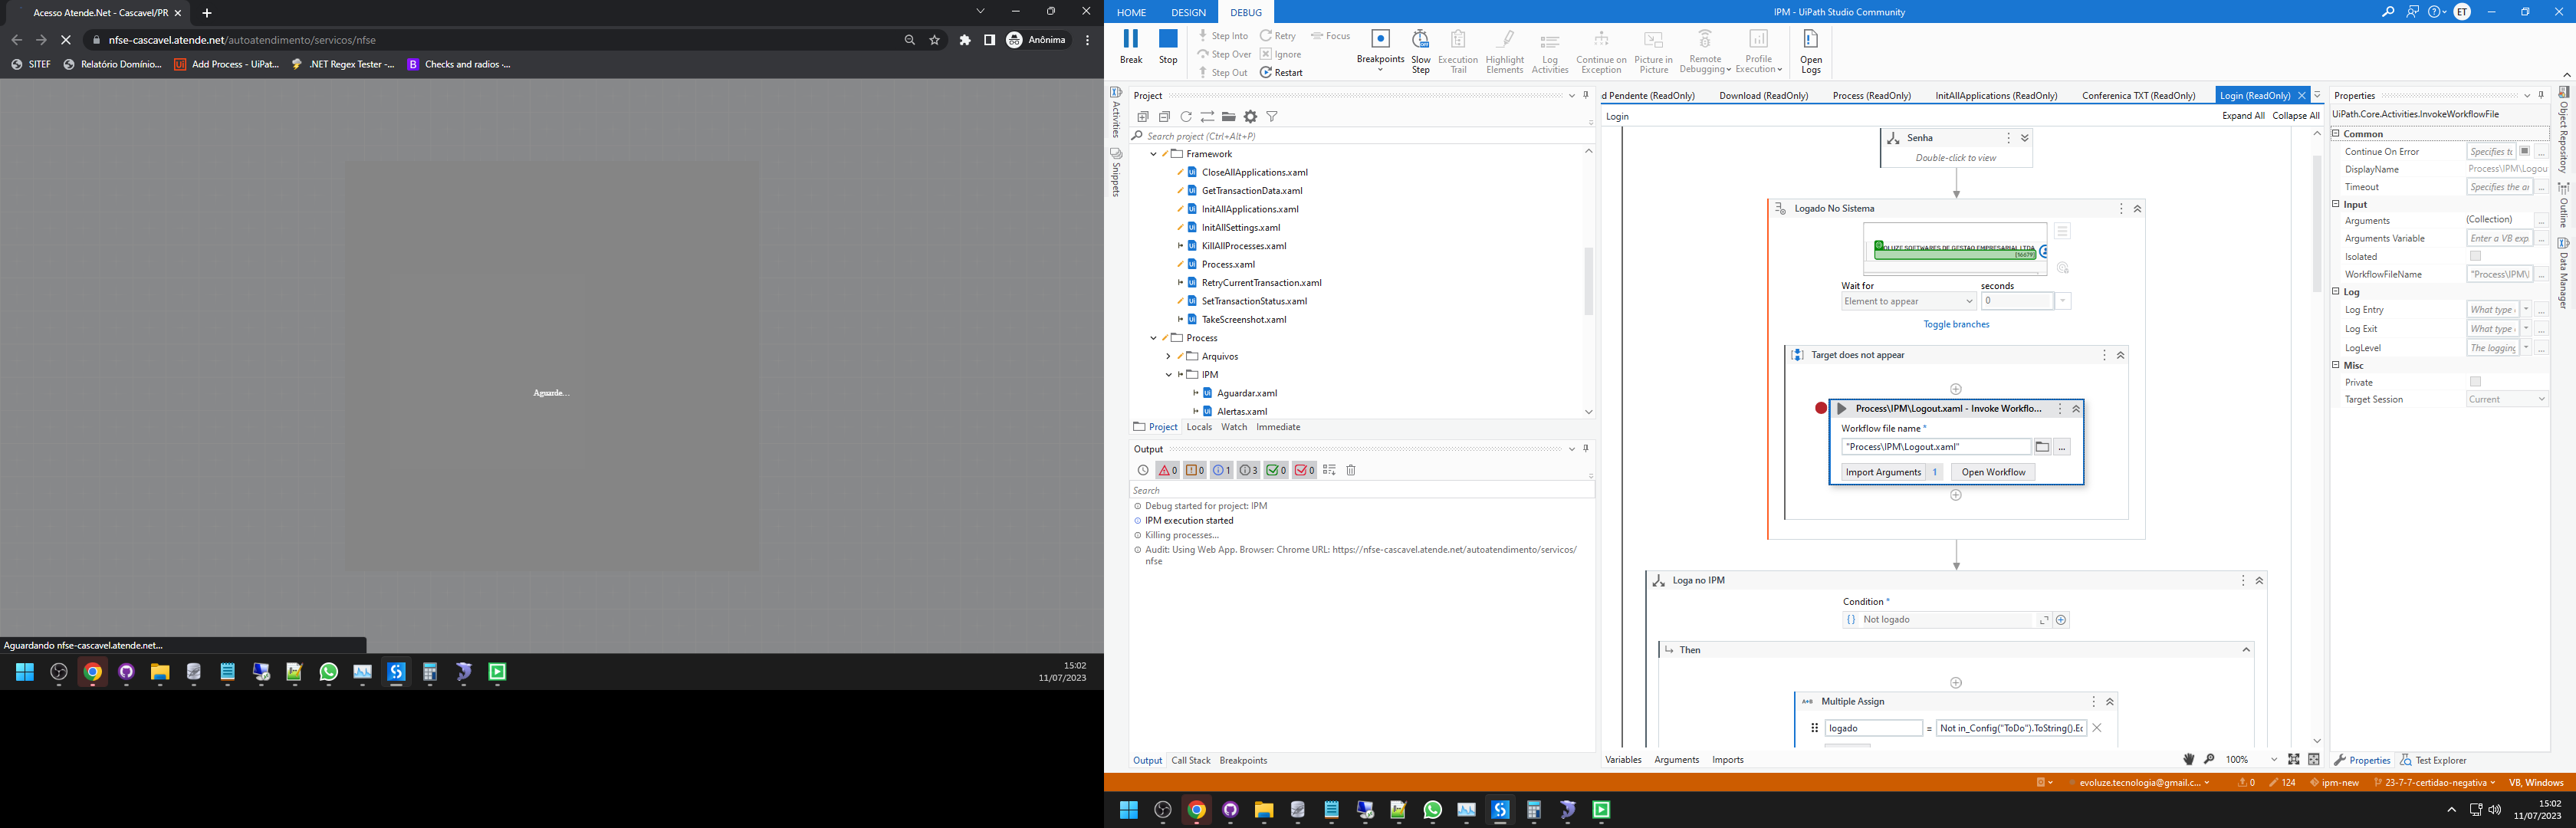 Acesso Atende.Net - Cascavel/PR
nfse-cascavel.atende.net/autoatendimento/servicos/nfse
Anônima
SITEF
Relatório Domínio...
Add Process - UiPat...
.NET Regex Tester -...
Checks and radios ·...
Aguarde...
Aguardando nfse-cascavel.atende.net...
15:02
11/07/2023
HOME
DESIGN
DEBUG
IPM - UiPath Studio Community
ET
Break
Stop
Step Into
Step Over
Step Out
Retry
Ignore
Restart
Focus
Breakpoints
Slow
Step
Execution
Trail
Highlight
Elements
Log
Activities
Continue on
Exception
Picture in
Picture
Remote
Debugging
Profile
Execution
Open
Logs
Activities
Snippets
Project
Search project (Ctrl+Alt+P)
Framework
CloseAllApplications.xaml
GetTransactionData.xaml
InitAllApplications.xaml
InitAllSettings.xaml
KillAllProcesses.xaml
Process.xaml
RetryCurrentTransaction.xaml
SetTransactionStatus.xaml
TakeScreenshot.xaml
Process
Arquivos
IPM
Aguardar.xaml
Alertas.xaml
Project
Locals
Watch
Immediate
Output
0
0
1
3
0
0
Search
Debug started for project: IPM
IPM execution started
Killing processes...
Audit: Using Web App. Browser: Chrome URL: https://nfse-cascavel.atende.net/autoatendimento/servicos/
nfse
Output
Call Stack
Breakpoints
d Pendente (ReadOnly)
Download (ReadOnly)
Process (ReadOnly)
InitAllApplications (ReadOnly)
Conferenica TXT (ReadOnly)
Login (ReadOnly)
Login
Expand All
Collapse All
Senha
Double-click to view
Logado No Sistema
OLUZE SOFTWARES DE GESTAO EMPRESARIAL LTDA
Wait for
seconds
Element to appear
0
Toggle branches
Target does not appear
Process\IPM\Logout.xaml - Invoke Workflo...
Workflow file name *
"Process\IPM\Logout.xaml"
...
Import Arguments 1
Open Workflow
Loga no IPM
Condition *
{} Not logado
Then
A+B Multiple Assign
logado = Not in_Config("ToDo").ToString().Ec
Variables
Arguments
Imports
100%
Properties
UiPath.Core.Activities.InvokeWorkflowFile
Common
Continue On Error Specifies to ...
DisplayName Process\IPM\Logou
Timeout Specifies the ar ...
Input
Arguments (Collection) ...
Arguments Variable Enter a VB exp ...
Isolated
WorkflowFileName "Process\IPM\l ...
Log
Log Entry What type ...
Log Exit What type ...
LogLevel The logging ...
Misc
Private
Target Session Current
Properties
Test Explorer
Object Repository
Outline
Data Manager
evoluze.tecnologia@gmail.c...
0
124
ipm-new
23-7-7-certidao-negativa
VB, Windows
15:02
11/07/2023